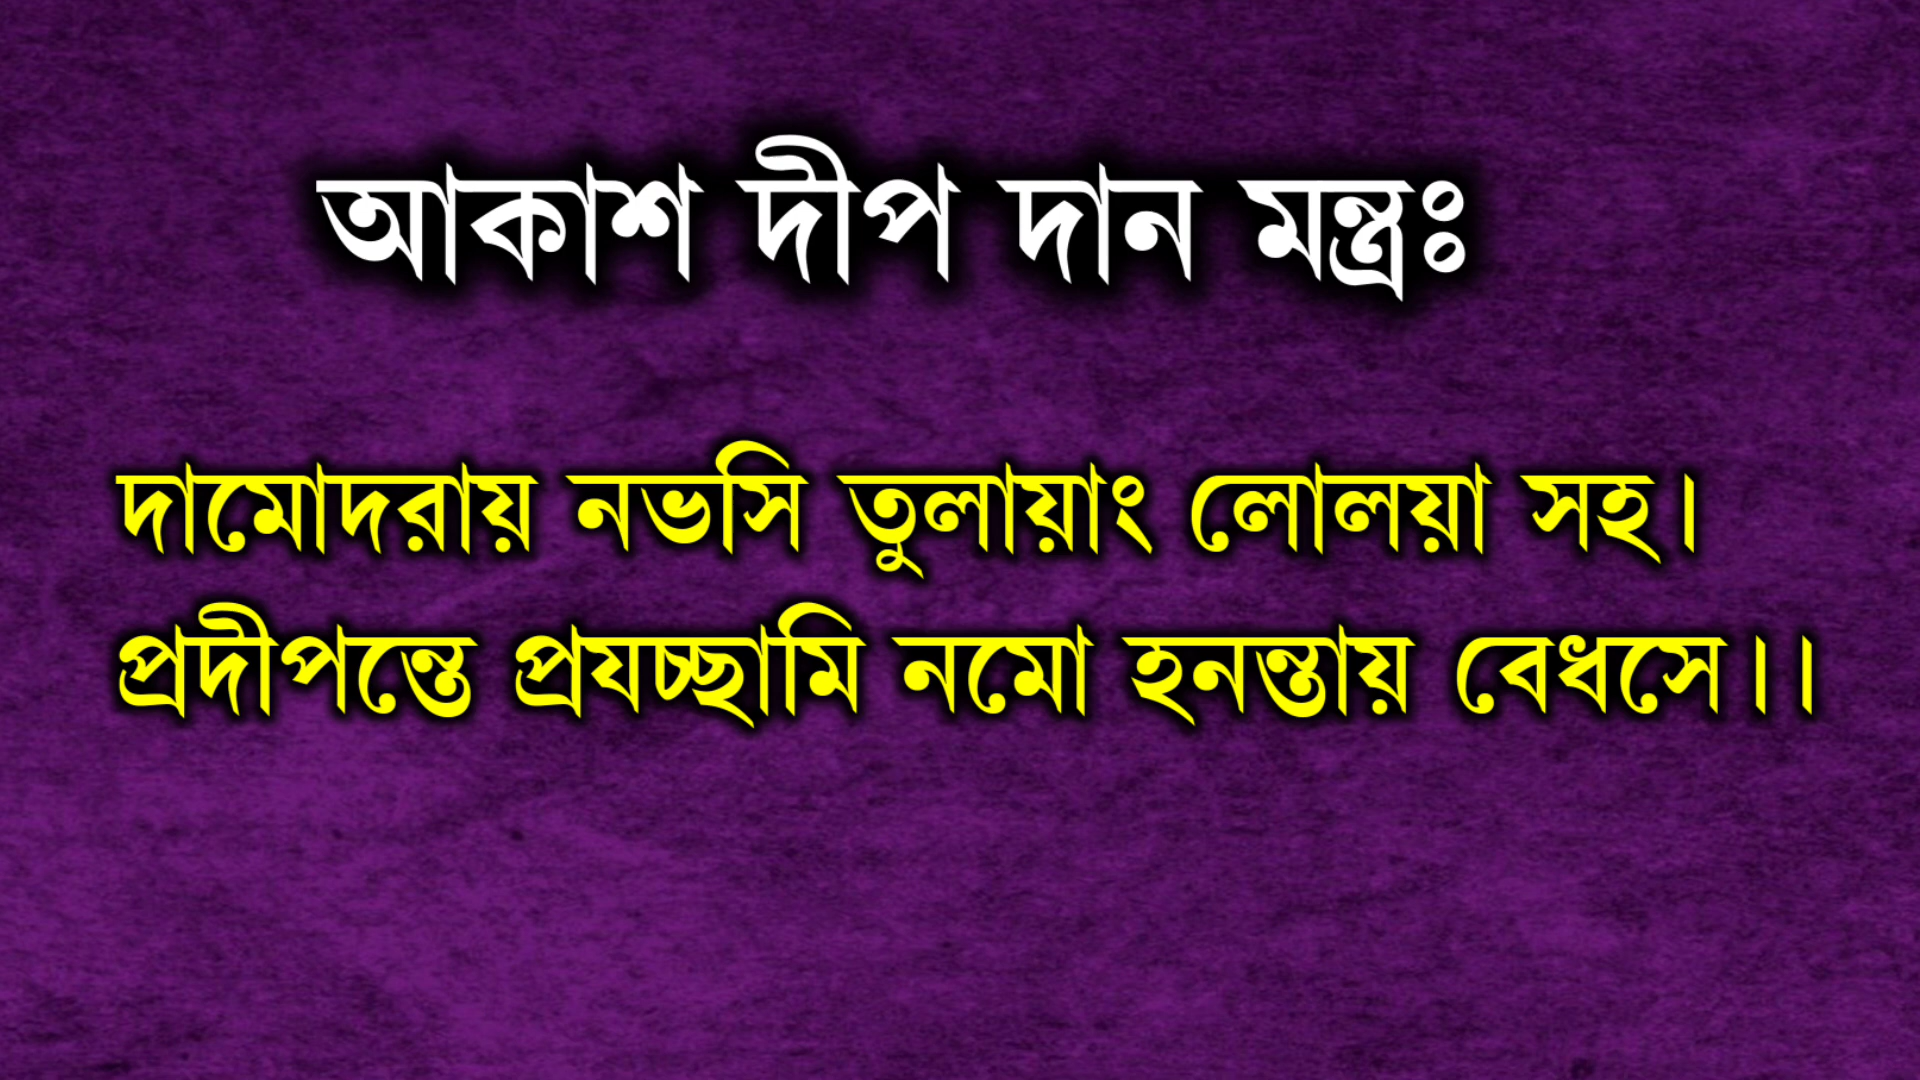 আকাশ দীপ দান মন্ত্রঃ
দামোদরায় নভসি তুলায়াং লোলয়া সহ।
প্রদীপন্তে প্রযচ্ছামি নমো হনন্তায় বেধসে।।